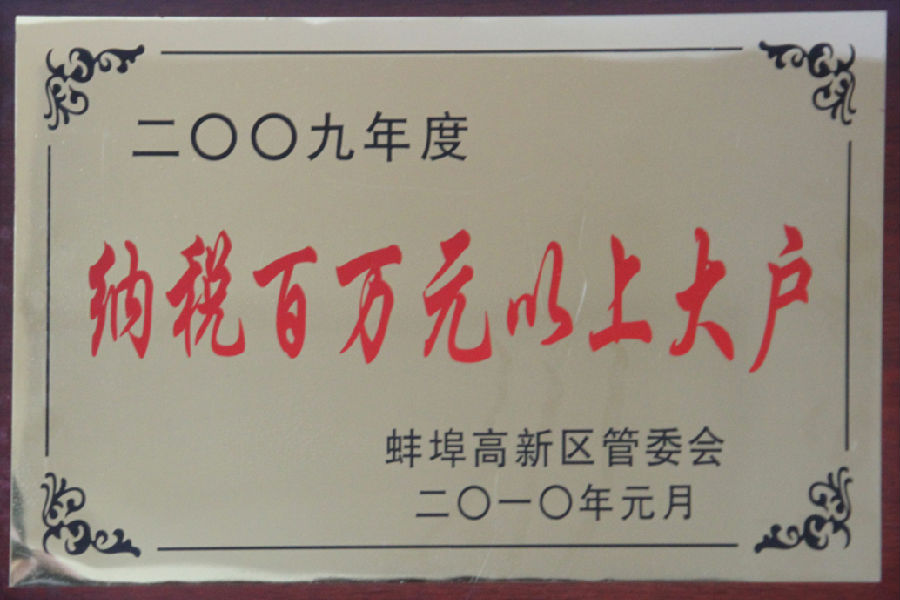 二〇〇九年度
纳税百万元以上大户
蚌埠高新区管委会
二〇一〇年元月